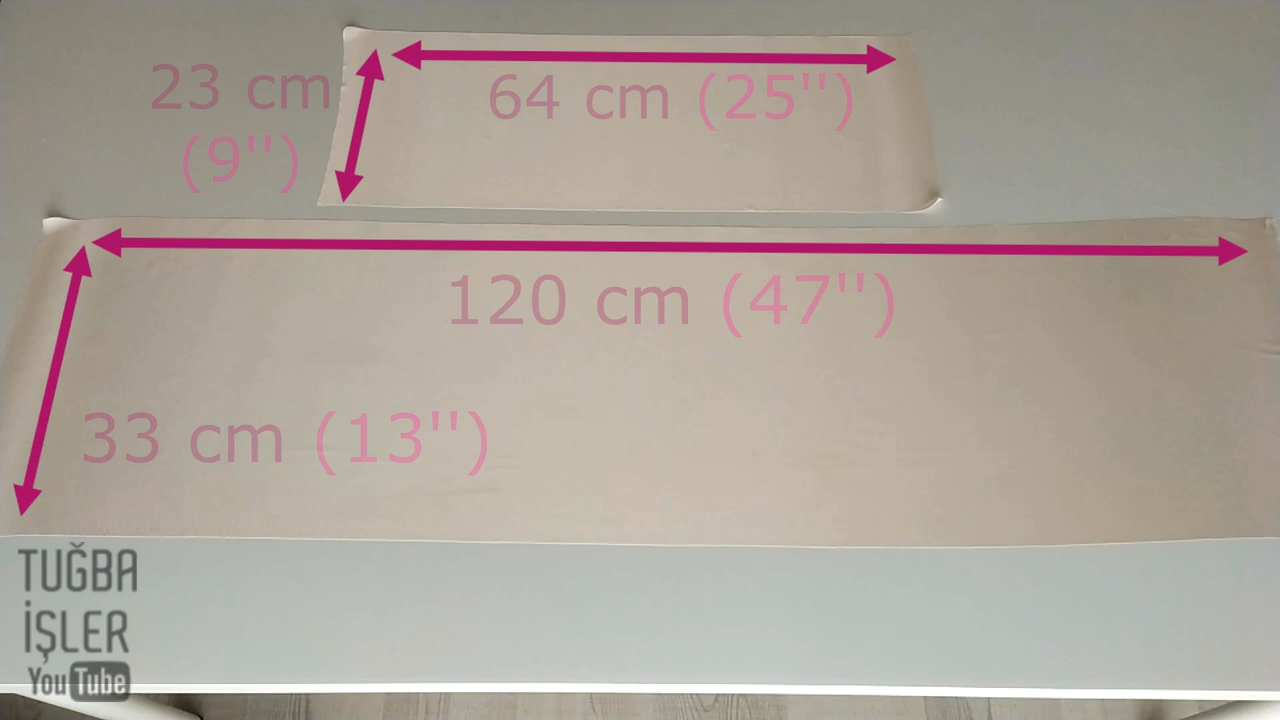 23 cm
(9'')
64 cm (25'')
120 cm (47'')
33 cm (13'')
TUĞBA
İŞLER
YouTube